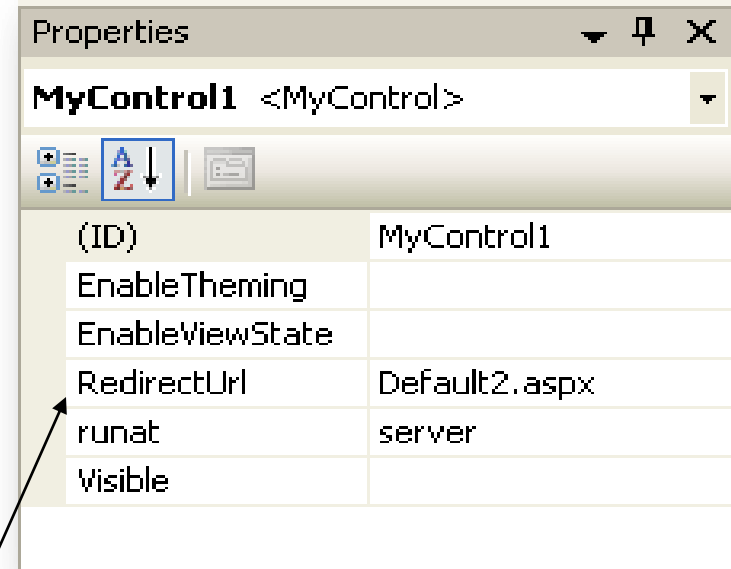 Properties
MyControl1 <MyControl>
A
Z
(ID) MyControl1
EnableTheming
EnableViewState
RedirectUrl Default2.aspx
runat server
Visible